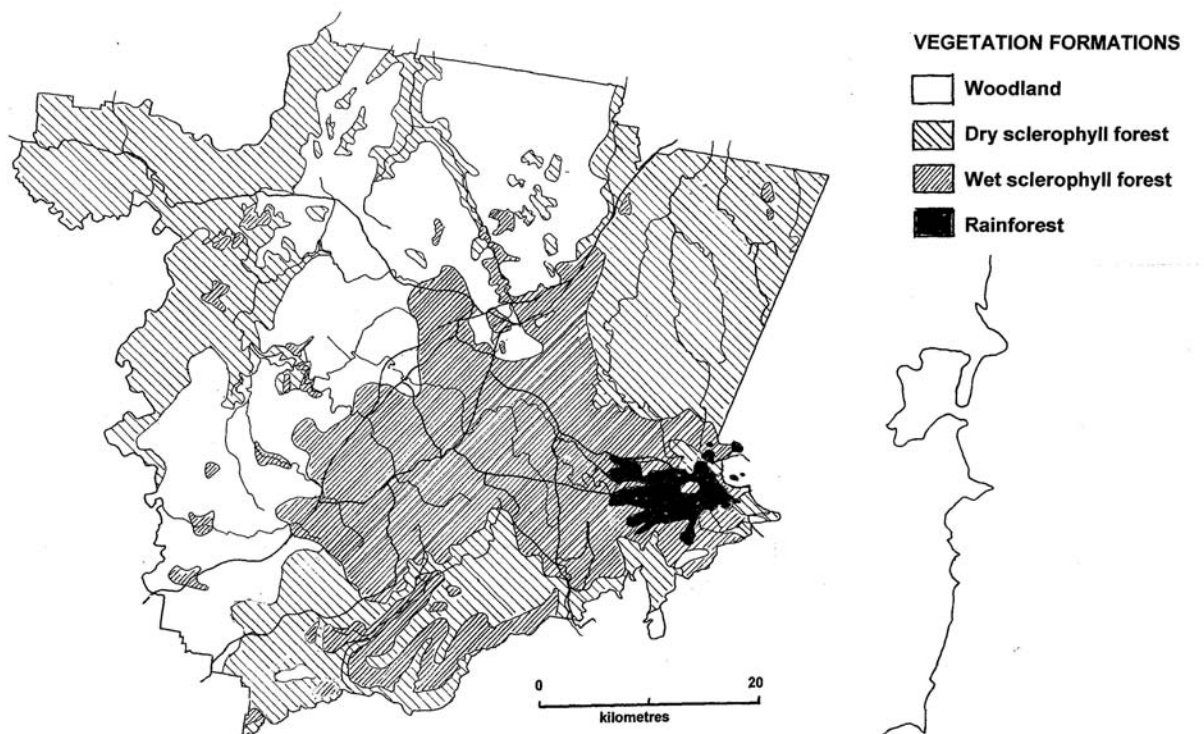 VEGETATION FORMATIONS
Woodland
Dry sclerophyll forest
Wet sclerophyll forest
Rainforest
0 20
kilometres